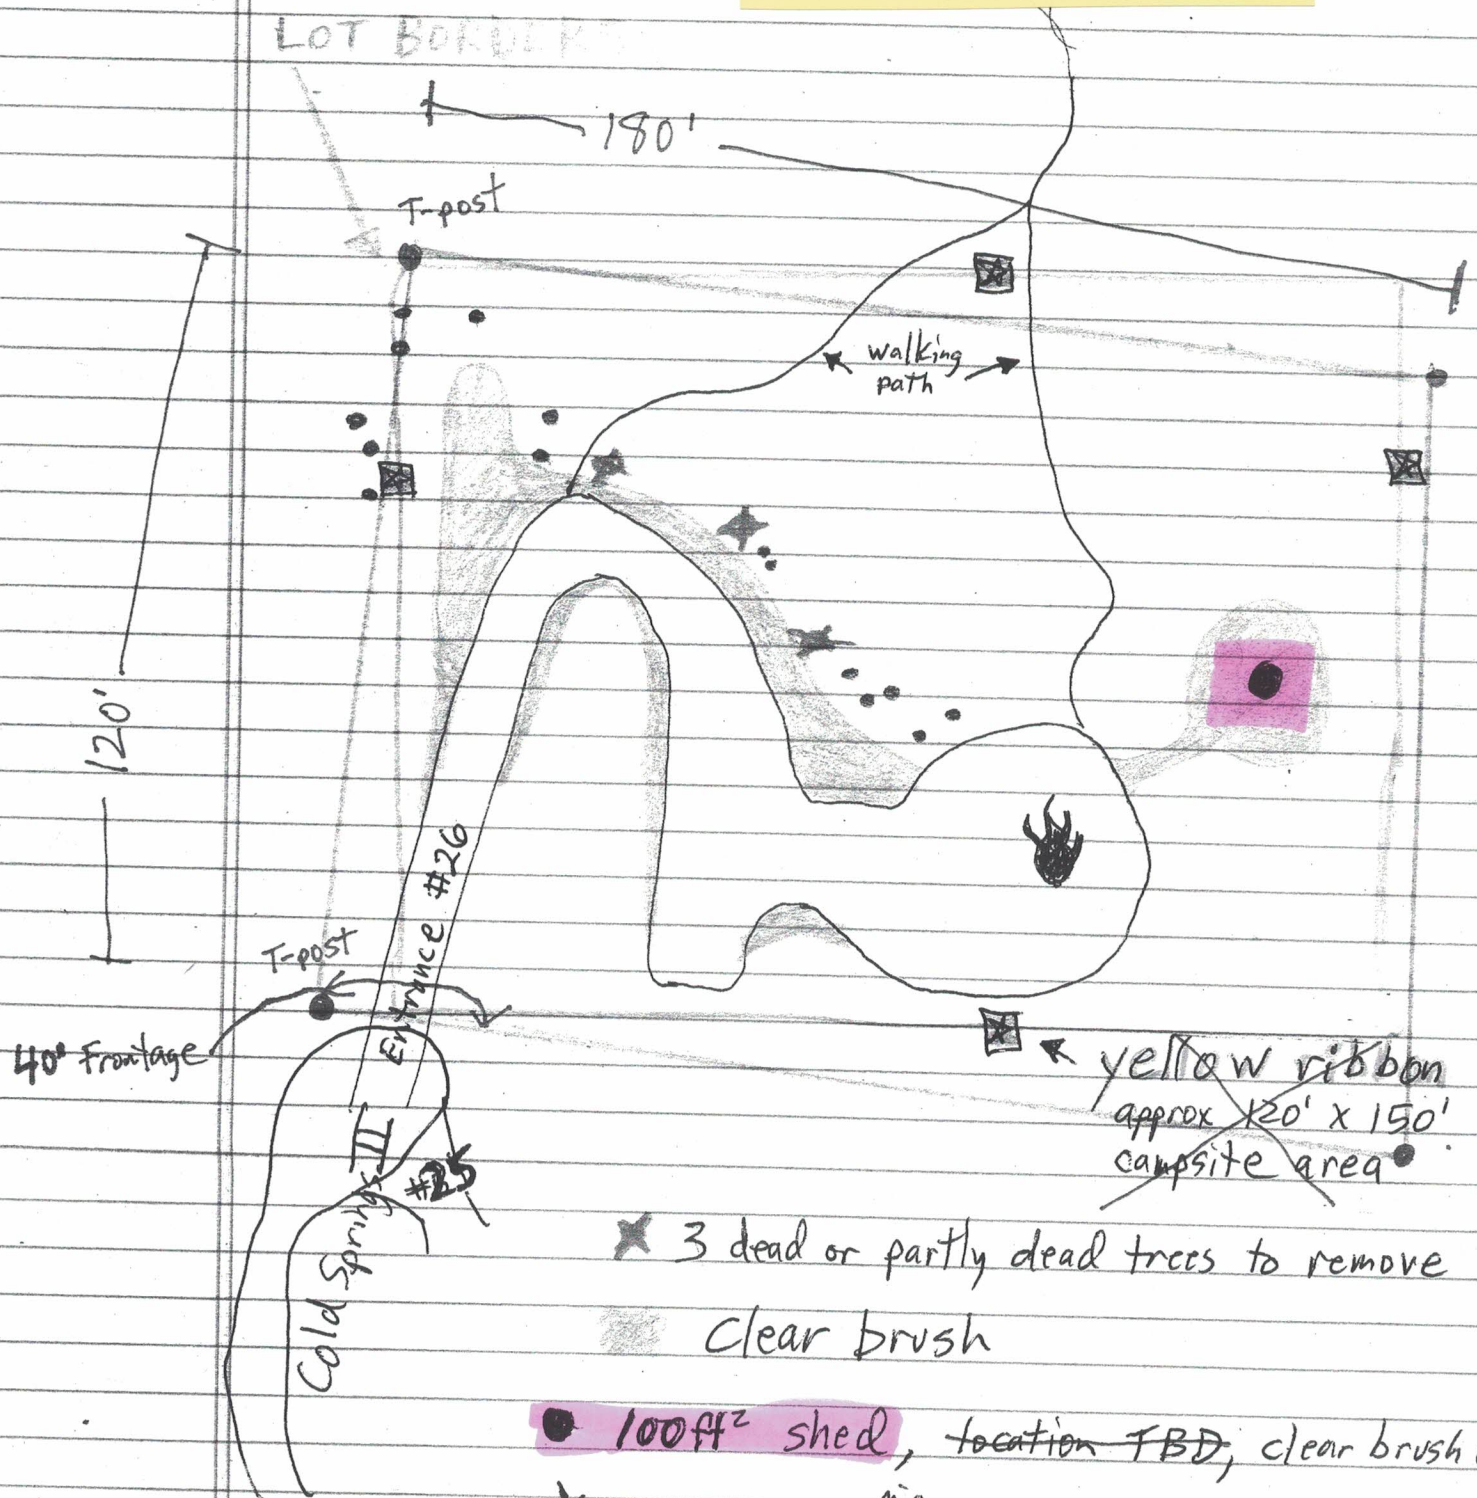 LOT BORDER
180'
T-post
walking
path
120'
Entrance #26
T-post
40' Frontage
yellow ribbon
approx 120' x 150'
campsite area
II
#25
Cold Springs
3 dead or partly dead trees to remove
Clear brush
100ft² shed, location TBD, clear brush